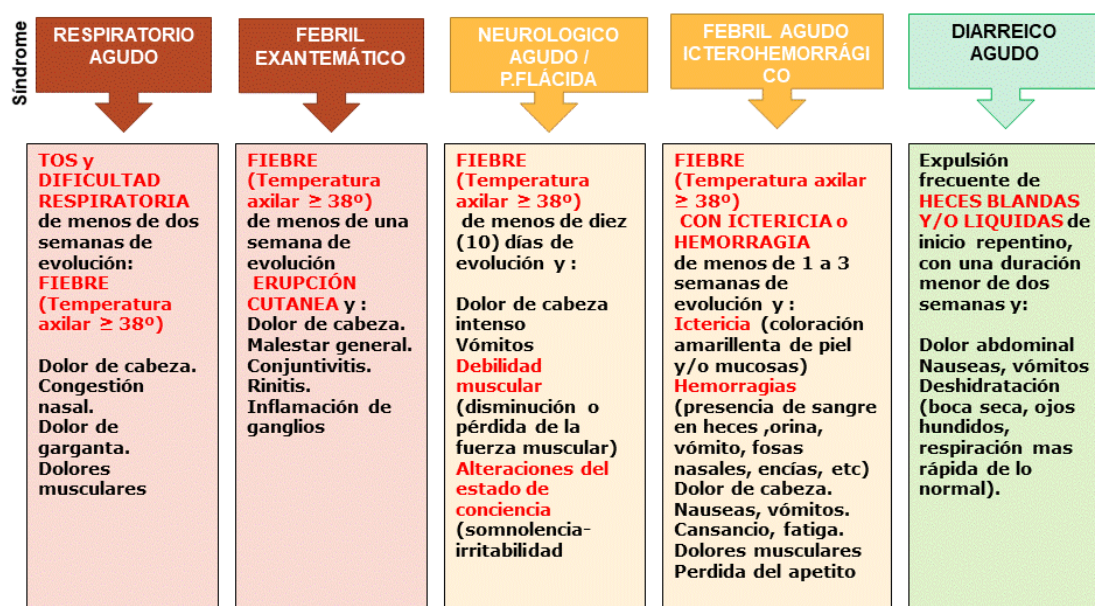 Síndrome
RESPIRATORIO
AGUDO
TOS y
DIFICULTAD
RESPIRATORIA
de menos de dos
semanas de
evolución:
FIEBRE
(Temperatura
axilar ≥ 38º)
Dolor de cabeza.
Congestión
nasal.
Dolor de
garganta.
Dolores
musculares
FEBRIL
EXANTEMÁTICO
FIEBRE
(Temperatura
axilar ≥ 38º)
de menos de una
semana de
evolución
ERUPCIÓN
CUTANEA y :
Dolor de cabeza.
Malestar general.
Conjuntivitis.
Rinitis.
Inflamación de
ganglios
NEUROLOGICO
AGUDO /
P.FLÁCIDA
FIEBRE
(Temperatura
axilar ≥ 38º)
de menos de diez
(10) días de
evolución y :
Dolor de cabeza
intenso
Vómitos
Debilidad
muscular
(disminución o
pérdida de la
fuerza muscular)
Alteraciones del
estado de
conciencia
(somnolencia-
irritabilidad
FEBRIL AGUDO
ICTEROHEMORRÁGI
CO
FIEBRE
(Temperatura axilar
≥ 38º)
CON ICTERICIA o
HEMORRAGIA
de menos de 1 a 3
semanas de
evolución y :
Ictericia (coloración
amarillenta de piel
y/o mucosas)
Hemorragias
(presencia de sangre
en heces ,orina,
vómito, fosas
nasales, encías, etc)
Dolor de cabeza.
Nauseas, vómitos.
Cansancio, fatiga.
Dolores musculares
Perdida del apetito
DIARREICO
AGUDO
Expulsión
frecuente de
HECES BLANDAS
Y/O LIQUIDAS de
inicio repentino,
con una duración
menor de dos
semanas y:
Dolor abdominal
Nauseas, vómitos
Deshidratación
(boca seca, ojos
hundidos,
respiración mas
rápida de lo
normal).